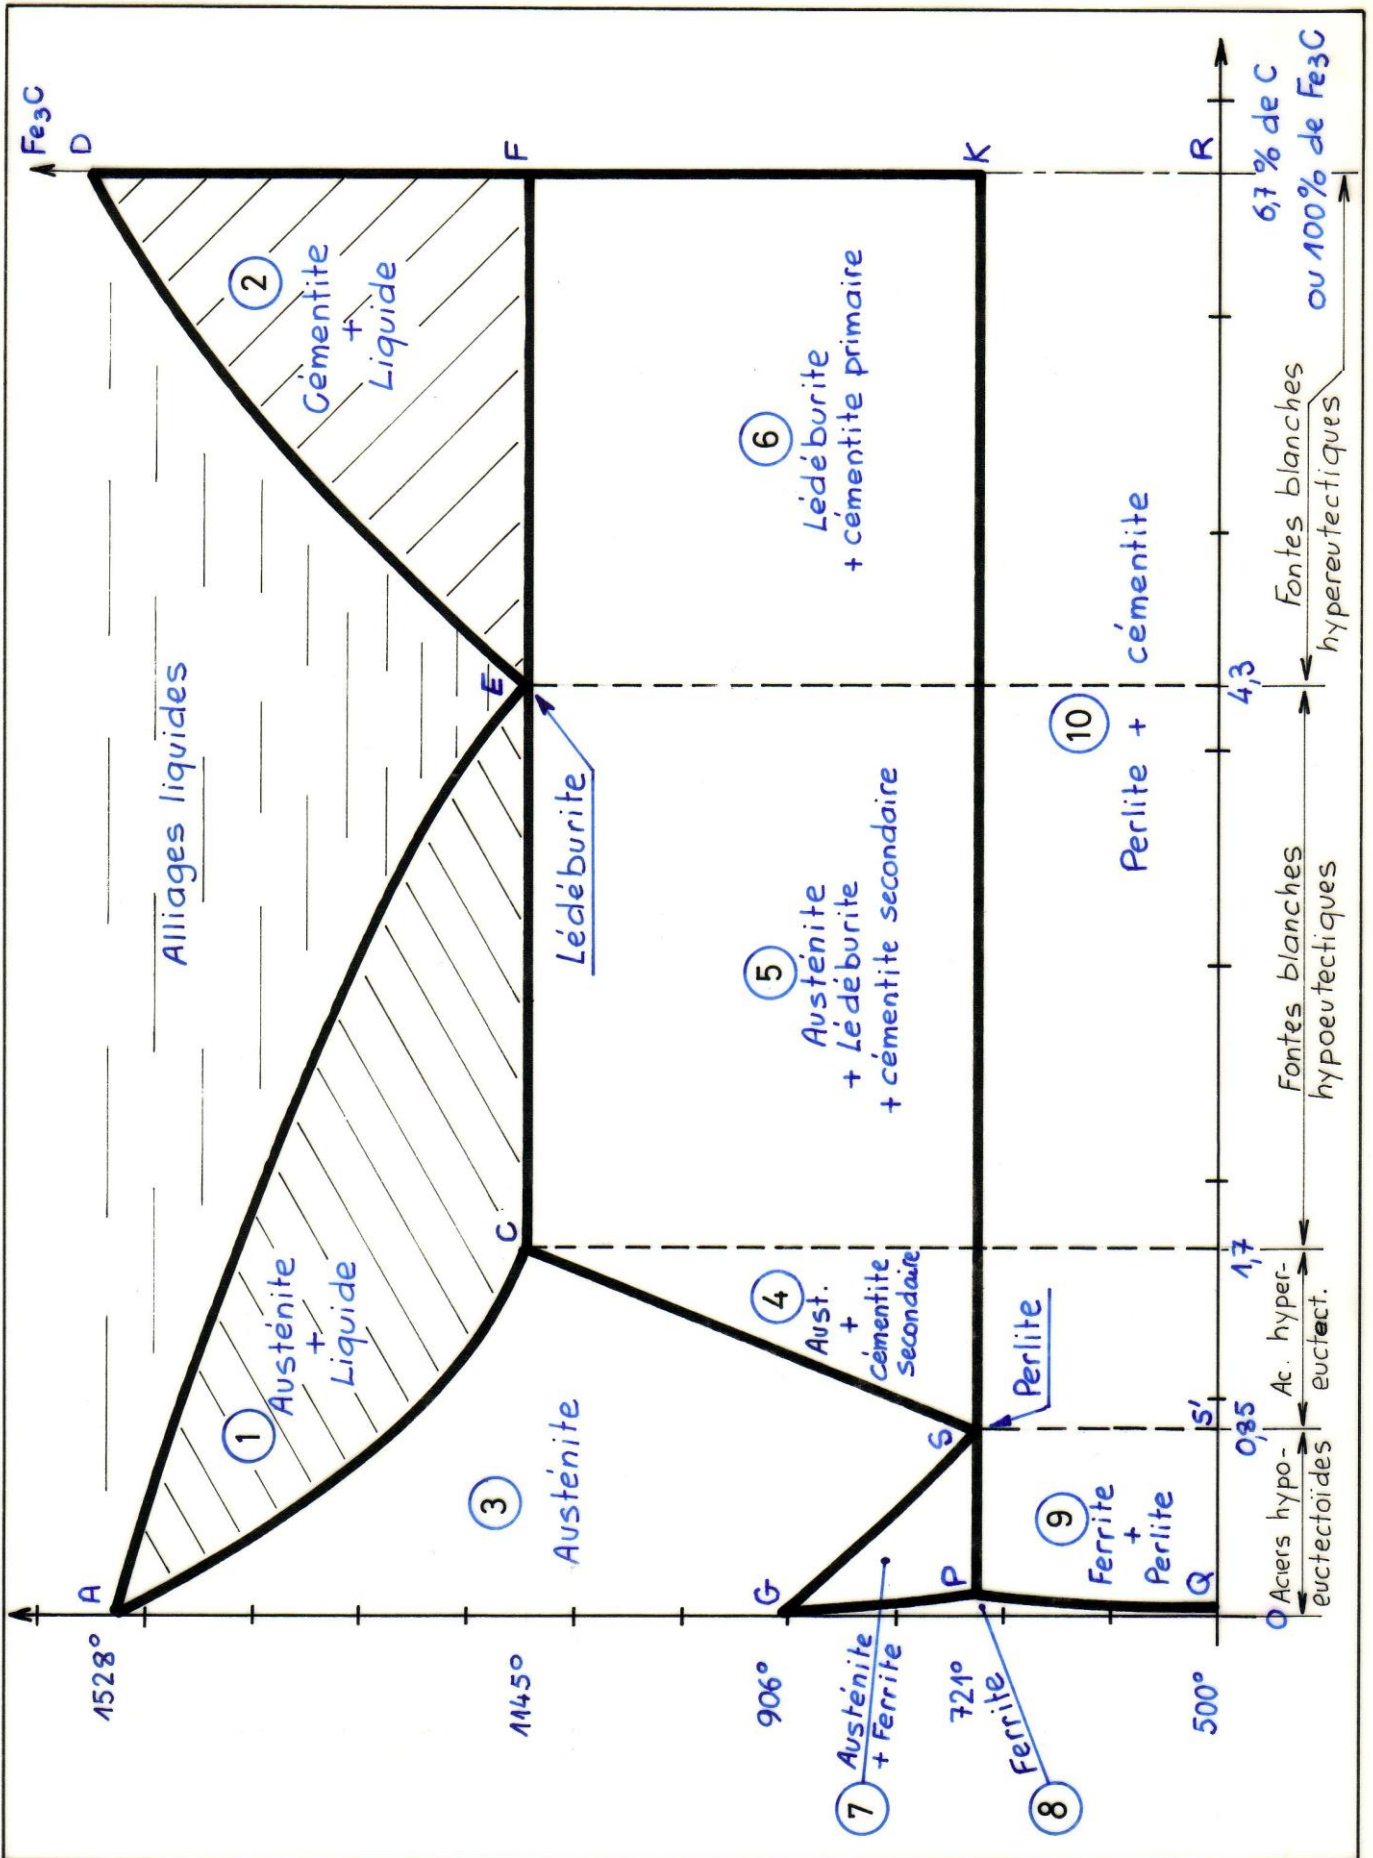 Fe₃C
D
A
1528°
Alliages liquides
2
Cémentite
+
Liquide
1
Austénite
+
Liquide
E
F
C
1145°
Lédéburite
3
Austénite
G
906°
4
Aust.
+
cémentite
secondaire
5
Austénite
+ Lédéburite
+ cémentite secondaire
6
Lédéburite
+ cémentite primaire
7
Austénite
+ Ferrite
S
P
K
721°
Ferrite
8
Perlite
9
Ferrite
+
Perlite
10
Perlite + cémentite
500°
Q
S'
R
0
0,85
1,7
4,3
6,7 % de C
ou 100% de Fe₃C
Aciers hypo-
euctectoïdes
Ac. hyper-
euctect.
Fontes blanches
hypoeutectiques
Fontes blanches
hypereutectiques